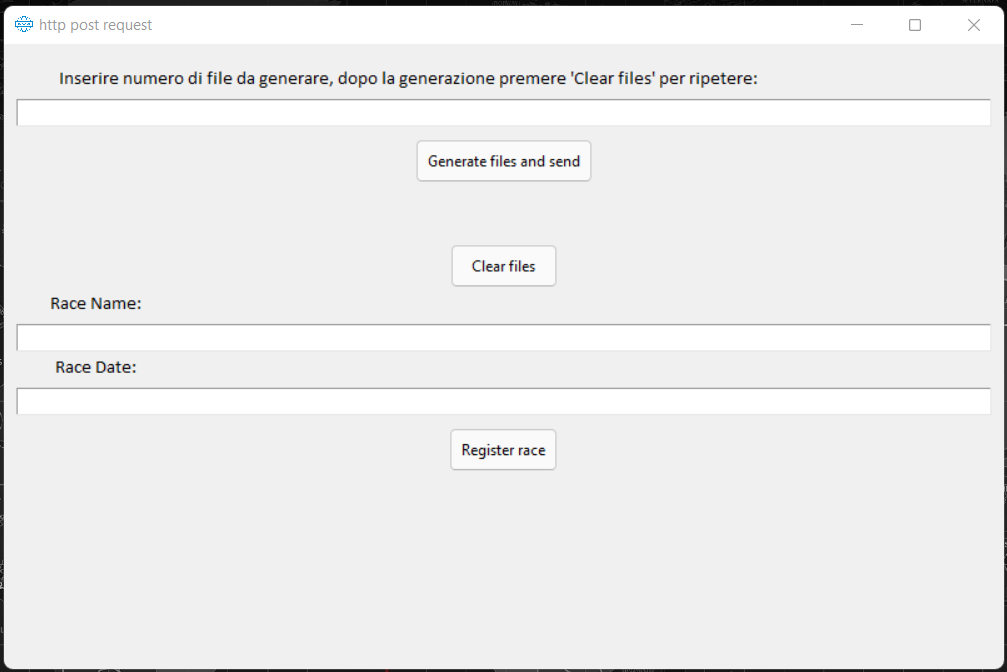 http post request
Inserire numero di file da generare, dopo la generazione premere 'Clear files' per ripetere:
Generate files and send
Clear files
Race Name:
Race Date:
Register race